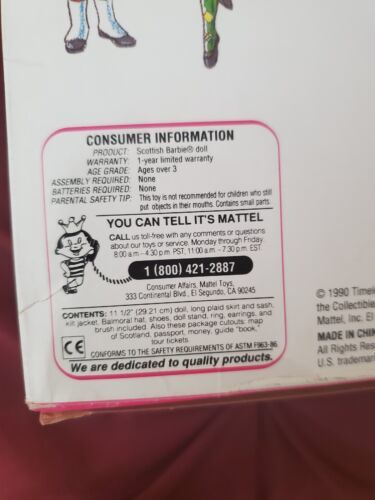 CONSUMER INFORMATION
PRODUCT: Scottish Barbie® doll
WARRANTY: 1-year limited warranty
AGE GRADE: Ages over 3
ASSEMBLY REQUIRED: None
BATTERIES REQUIRED: None
PARENTAL SAFETY TIP: This toy is not recommended for children who still
put objects in their mouths. Contains small parts.
YOU CAN TELL IT'S MATTEL
CALL us toll-free with any comments or questions
about our toys or service, Monday through Friday,
8:00 a.m.-4:30 p.m. PST, 11:00 a.m.-7:30 p.m. EST.
1 (800) 421-2887
Consumer Affairs, Mattel Toys,
333 Continental Blvd., El Segundo, CA 90245
CONTENTS: 11 1/2" (29.21 cm) doll, long plaid skirt and sash,
kilt jacket, Balmoral hat, shoes, doll stand, ring, earrings, and
brush included. Also these package cutouts: map
of Scotland, passport, money, guide "book,"
tour tickets.
CE CONFORMS TO THE SAFETY REQUIREMENTS OF ASTM F963-86
We are dedicated to quality products.
© 1990 Timele
the Collectible
Mattel, Inc. El
MADE IN CHIN
All Rights Rese
U.S. trademar